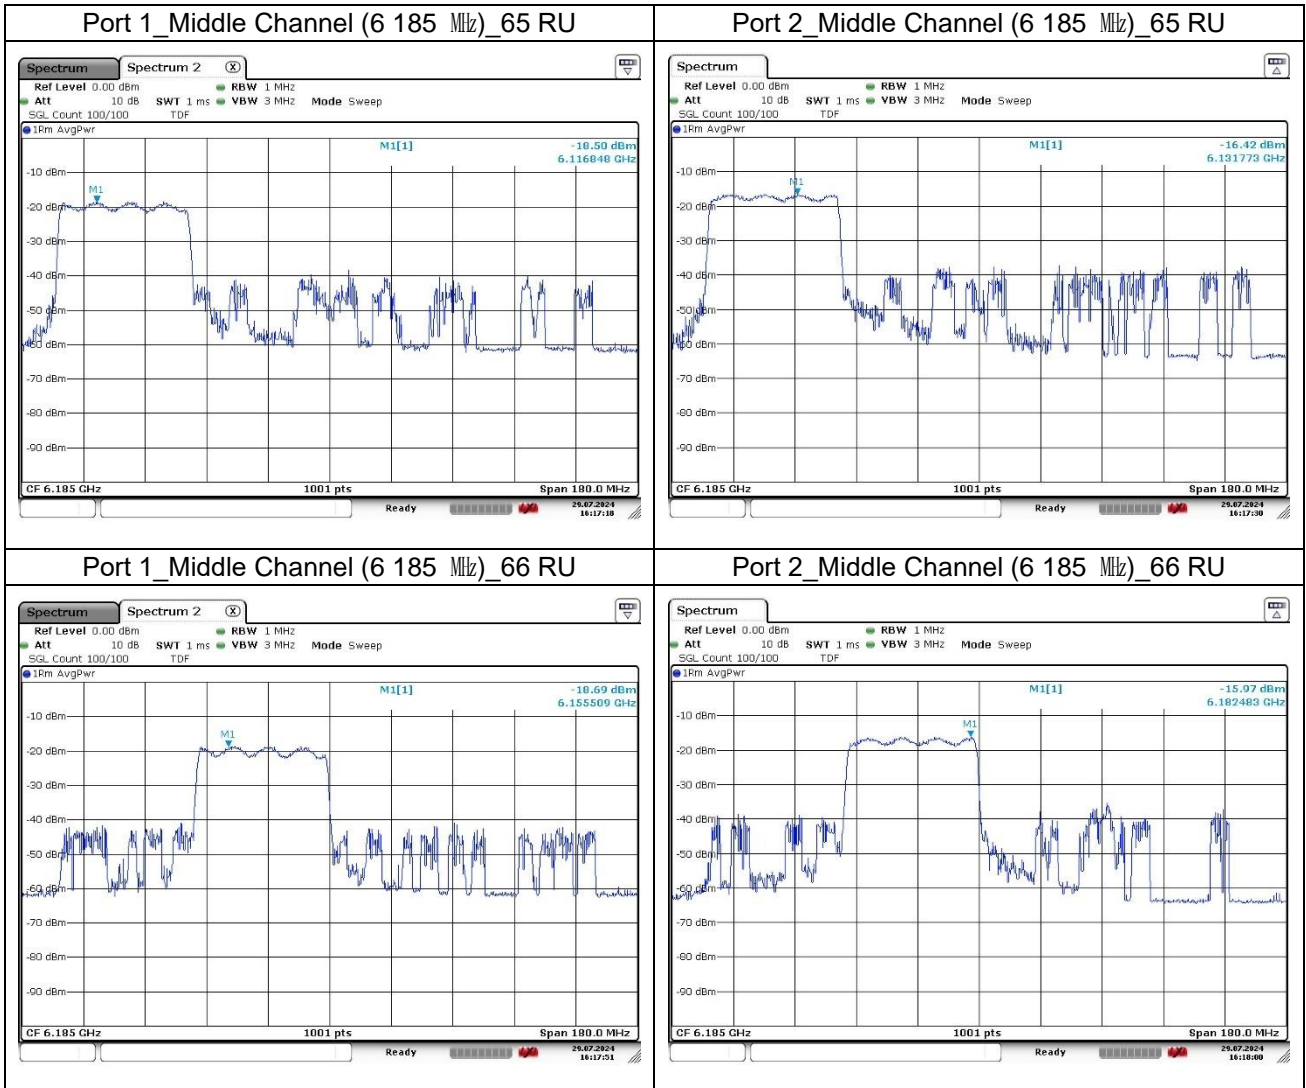 Port 1_Middle Channel (6 185 ㎒)_65 RU
Port 2_Middle Channel (6 185 ㎒)_65 RU
Spectrum Spectrum 2 X
Ref Level 0.00 dBm RBW 1 MHz
Att 10 dB SWT 1 ms VBW 3 MHz Mode Sweep
SGL Count 100/100 TDF
1Rm AvgPwr
M1[1] -18.50 dBm
6.116848 GHz
M1
-10 dBm
-20 dBm
-30 dBm
-40 dBm
-50 dBm
-60 dBm
-70 dBm
-80 dBm
-90 dBm
CF 6.185 GHz 1001 pts Span 180.0 MHz
Ready 29.07.2024
16:17:18
Spectrum
Ref Level 0.00 dBm RBW 1 MHz
Att 10 dB SWT 1 ms VBW 3 MHz Mode Sweep
SGL Count 100/100 TDF
1Rm AvgPwr
M1[1] -16.42 dBm
6.131773 GHz
M1
-10 dBm
-20 dBm
-30 dBm
-40 dBm
-50 dBm
-60 dBm
-70 dBm
-80 dBm
-90 dBm
CF 6.185 GHz 1001 pts Span 180.0 MHz
Ready 29.07.2024
16:17:30
Port 1_Middle Channel (6 185 ㎒)_66 RU
Port 2_Middle Channel (6 185 ㎒)_66 RU
Spectrum Spectrum 2 X
Ref Level 0.00 dBm RBW 1 MHz
Att 10 dB SWT 1 ms VBW 3 MHz Mode Sweep
SGL Count 100/100 TDF
1Rm AvgPwr
M1[1] -18.69 dBm
6.155509 GHz
M1
-10 dBm
-20 dBm
-30 dBm
-40 dBm
-50 dBm
-60 dBm
-70 dBm
-80 dBm
-90 dBm
CF 6.185 GHz 1001 pts Span 180.0 MHz
Ready 29.07.2024
16:17:51
Spectrum
Ref Level 0.00 dBm RBW 1 MHz
Att 10 dB SWT 1 ms VBW 3 MHz Mode Sweep
SGL Count 100/100 TDF
1Rm AvgPwr
M1[1] -15.97 dBm
6.182483 GHz
M1
-10 dBm
-20 dBm
-30 dBm
-40 dBm
-50 dBm
-60 dBm
-70 dBm
-80 dBm
-90 dBm
CF 6.185 GHz 1001 pts Span 180.0 MHz
Ready 29.07.2024
16:18:00